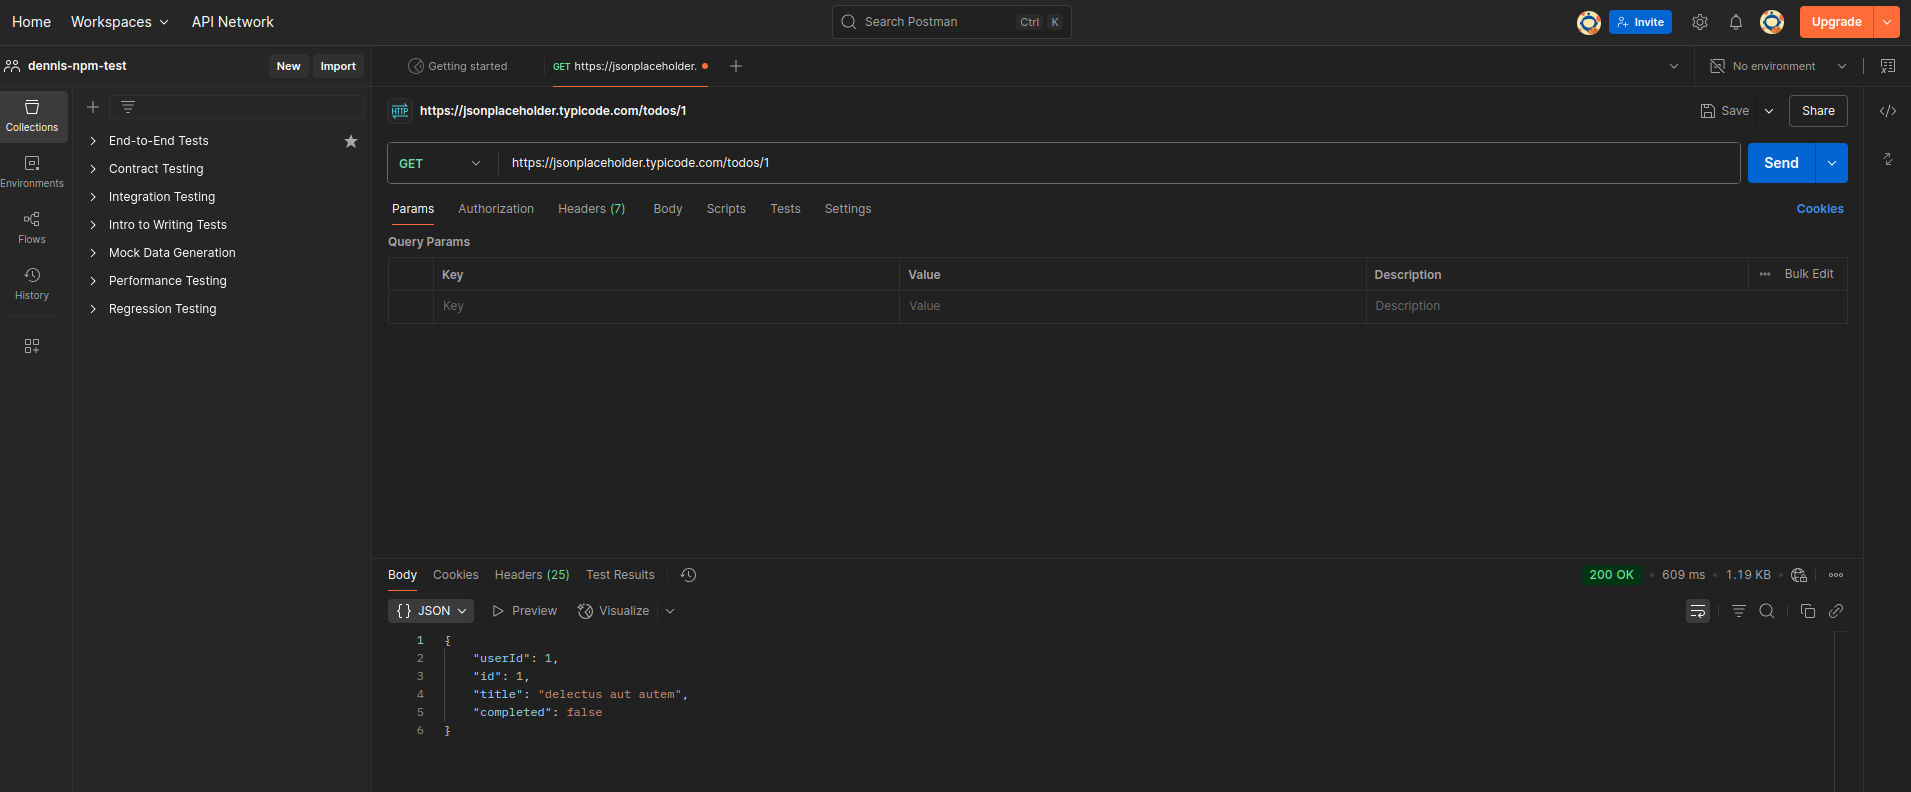 Home Workspaces API Network Search Postman Ctrl K Invite Upgrade
dennis-npm-test New Import Getting started GET https://jsonplaceholder. No environment
Collections
Environments
Flows
History
End-to-End Tests
Contract Testing
Integration Testing
Intro to Writing Tests
Mock Data Generation
Performance Testing
Regression Testing
HTTP https://jsonplaceholder.typicode.com/todos/1 Save Share
GET https://jsonplaceholder.typicode.com/todos/1 Send
Params Authorization Headers (7) Body Scripts Tests Settings Cookies
Query Params
Key Value Description Bulk Edit
Key Value Description
Body Cookies Headers (25) Test Results 200 OK 609 ms 1.19 KB
{} JSON Preview Visualize
1 {
2 "userId": 1,
3 "id": 1,
4 "title": "delectus aut autem",
5 "completed": false
6 }